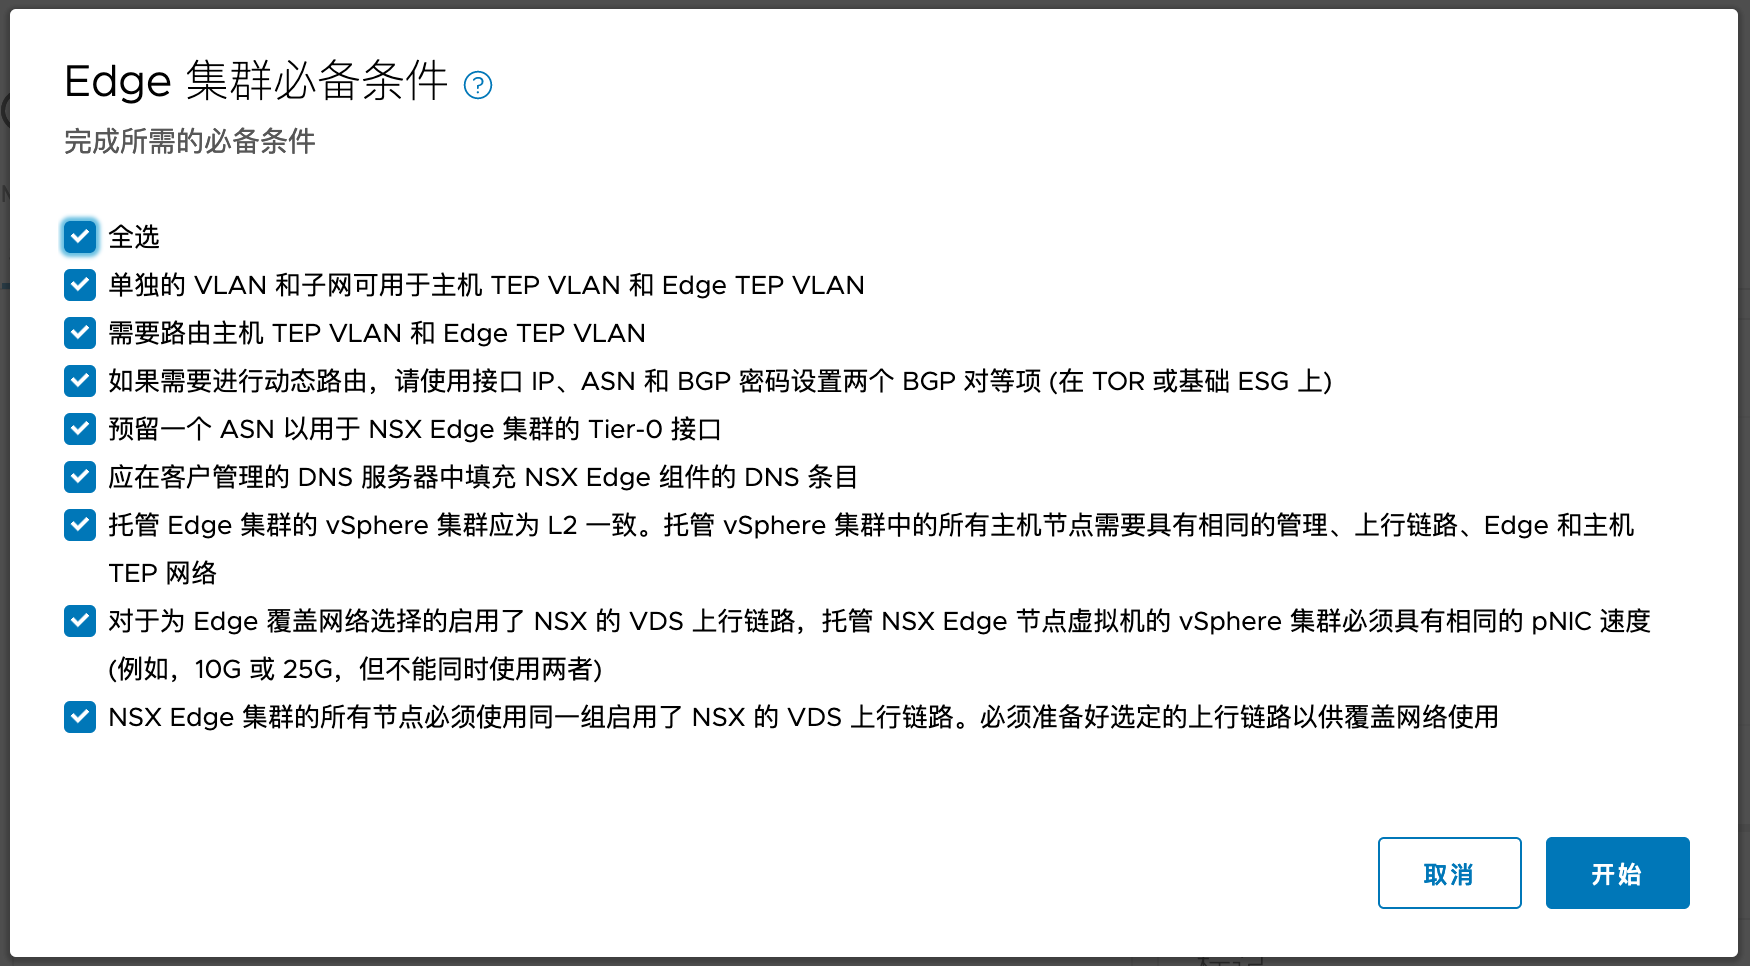 Edge 集群必备条件 ?
完成所需的必备条件
全选
单独的 VLAN 和子网可用于主机 TEP VLAN 和 Edge TEP VLAN
需要路由主机 TEP VLAN 和 Edge TEP VLAN
如果需要进行动态路由，请使用接口 IP、ASN 和 BGP 密码设置两个 BGP 对等项 (在 TOR 或基础 ESG 上)
预留一个 ASN 以用于 NSX Edge 集群的 Tier-0 接口
应在客户管理的 DNS 服务器中填充 NSX Edge 组件的 DNS 条目
托管 Edge 集群的 vSphere 集群应为 L2 一致。托管 vSphere 集群中的所有主机节点需要具有相同的管理、上行链路、Edge 和主机
TEP 网络
对于为 Edge 覆盖网络选择的启用了 NSX 的 VDS 上行链路，托管 NSX Edge 节点虚拟机的 vSphere 集群必须具有相同的 pNIC 速度
(例如，10G 或 25G，但不能同时使用两者)
NSX Edge 集群的所有节点必须使用同一组启用了 NSX 的 VDS 上行链路。必须准备好选定的上行链路以供覆盖网络使用
取消
开始